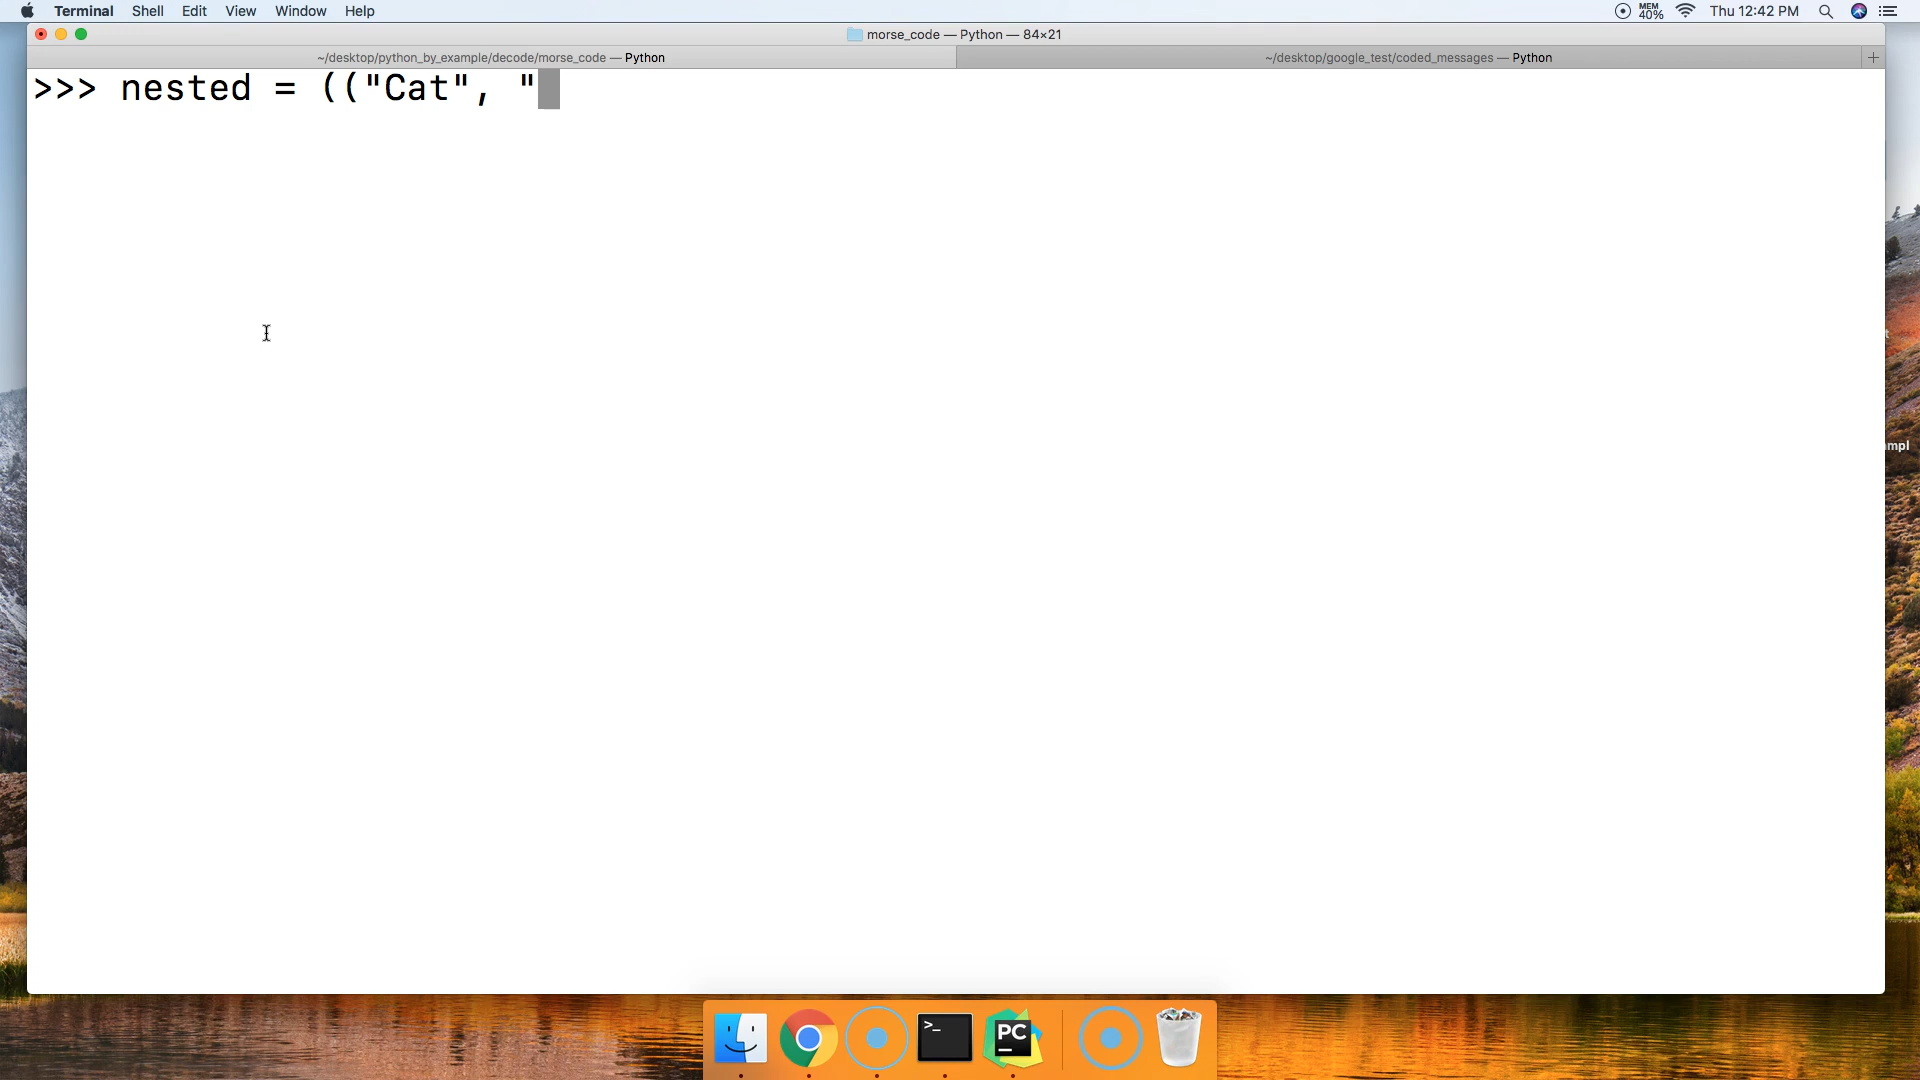 Terminal Shell Edit View Window Help MEM 40% Thu 12:42 PM
morse_code — Python — 84×21
~/desktop/python_by_example/decode/morse_code — Python ~/desktop/google_test/coded_messages — Python +
>>> nested = (("Cat", "
t
mpl
>_
PC